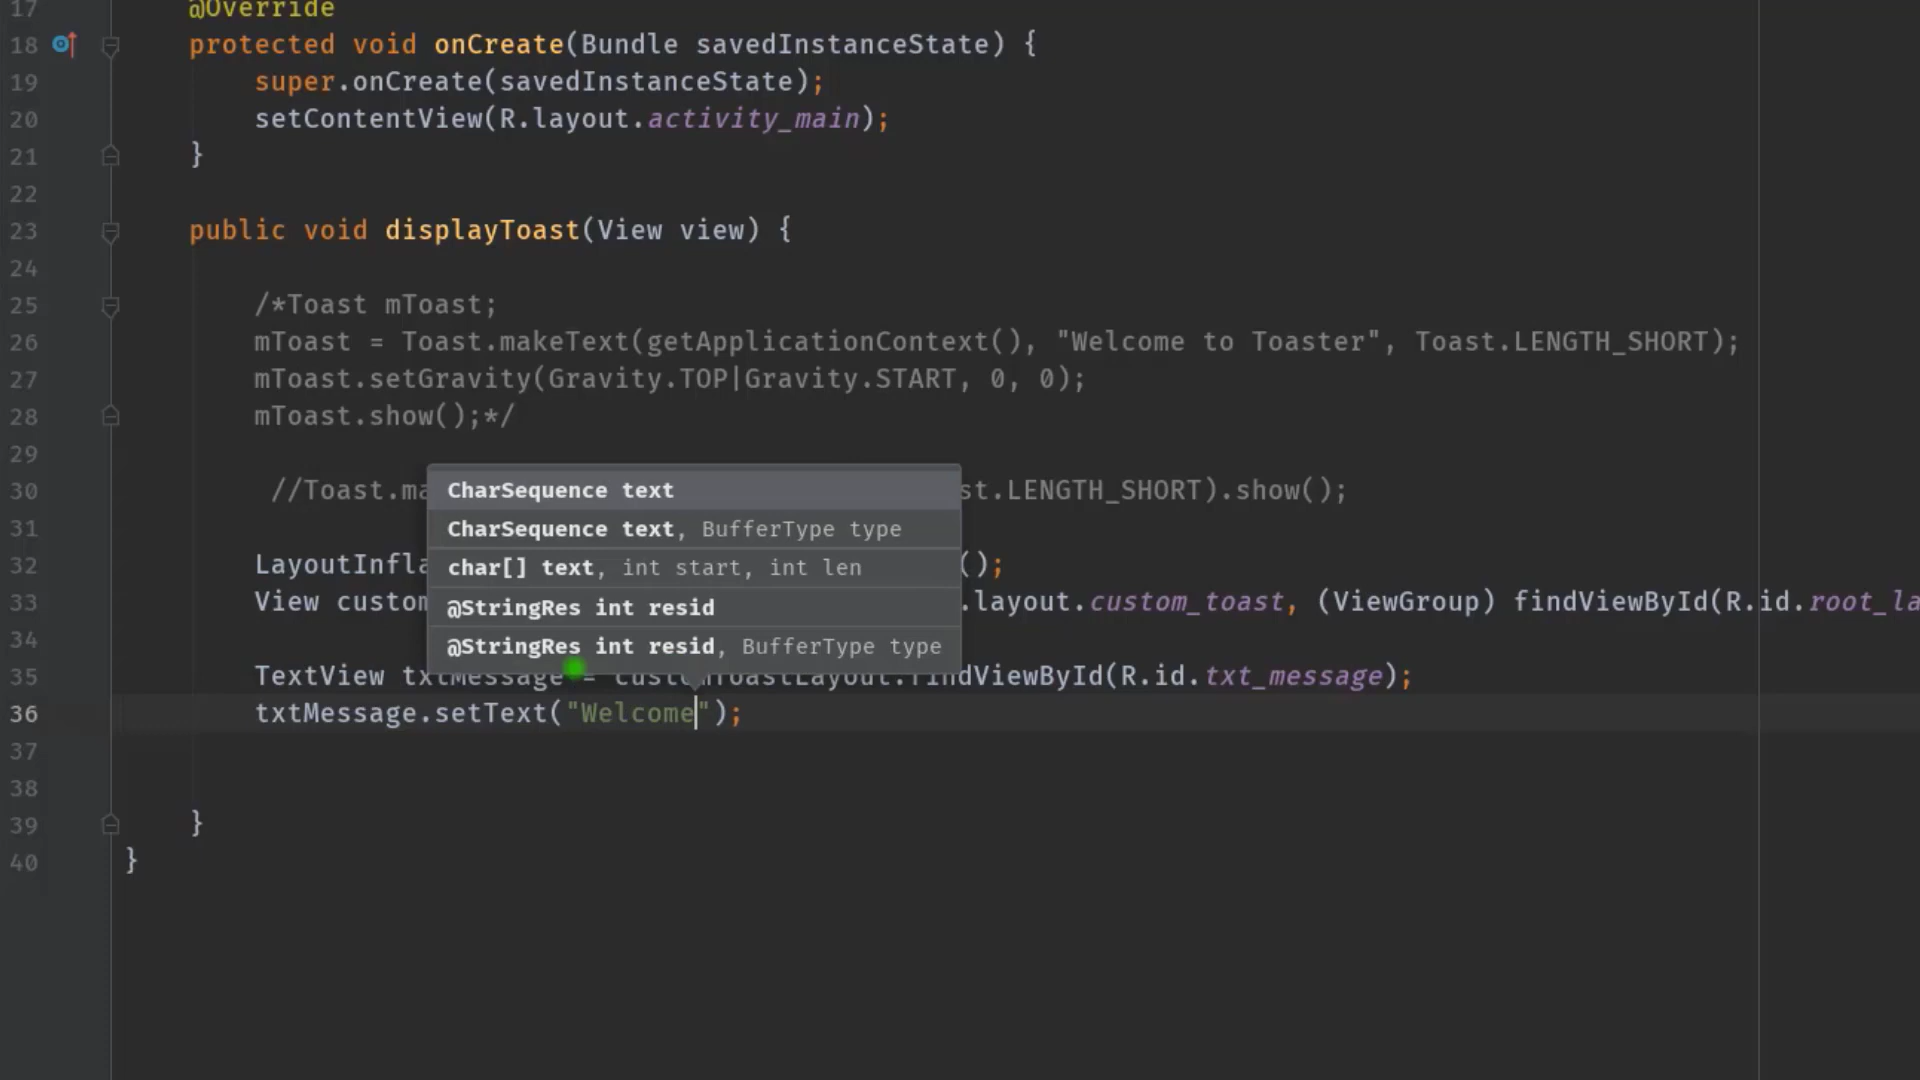 17 @Override
18 protected void onCreate(Bundle savedInstanceState) {
19 super.onCreate(savedInstanceState);
20 setContentView(R.layout.activity_main);
21 }
22
23 public void displayToast(View view) {
24
25 /*Toast mToast;
26 mToast = Toast.makeText(getApplicationContext(), "Welcome to Toaster", Toast.LENGTH_SHORT);
27 mToast.setGravity(Gravity.TOP|Gravity.START, 0, 0);
28 mToast.show();*/
29
CharSequence text
30 //Toast.ma st.LENGTH_SHORT).show();
31
CharSequence text, BufferType type
32 LayoutInfla ();
char[] text, int start, int len
33 View custom .layout.custom_toast, (ViewGroup) findViewById(R.id.root_la
@StringRes int resid
34
@StringRes int resid, BufferType type
35 TextView txtMessage = customToastLayout.findViewById(R.id.txt_message);
36 txtMessage.setText("Welcome");
37
38
39 }
40 }